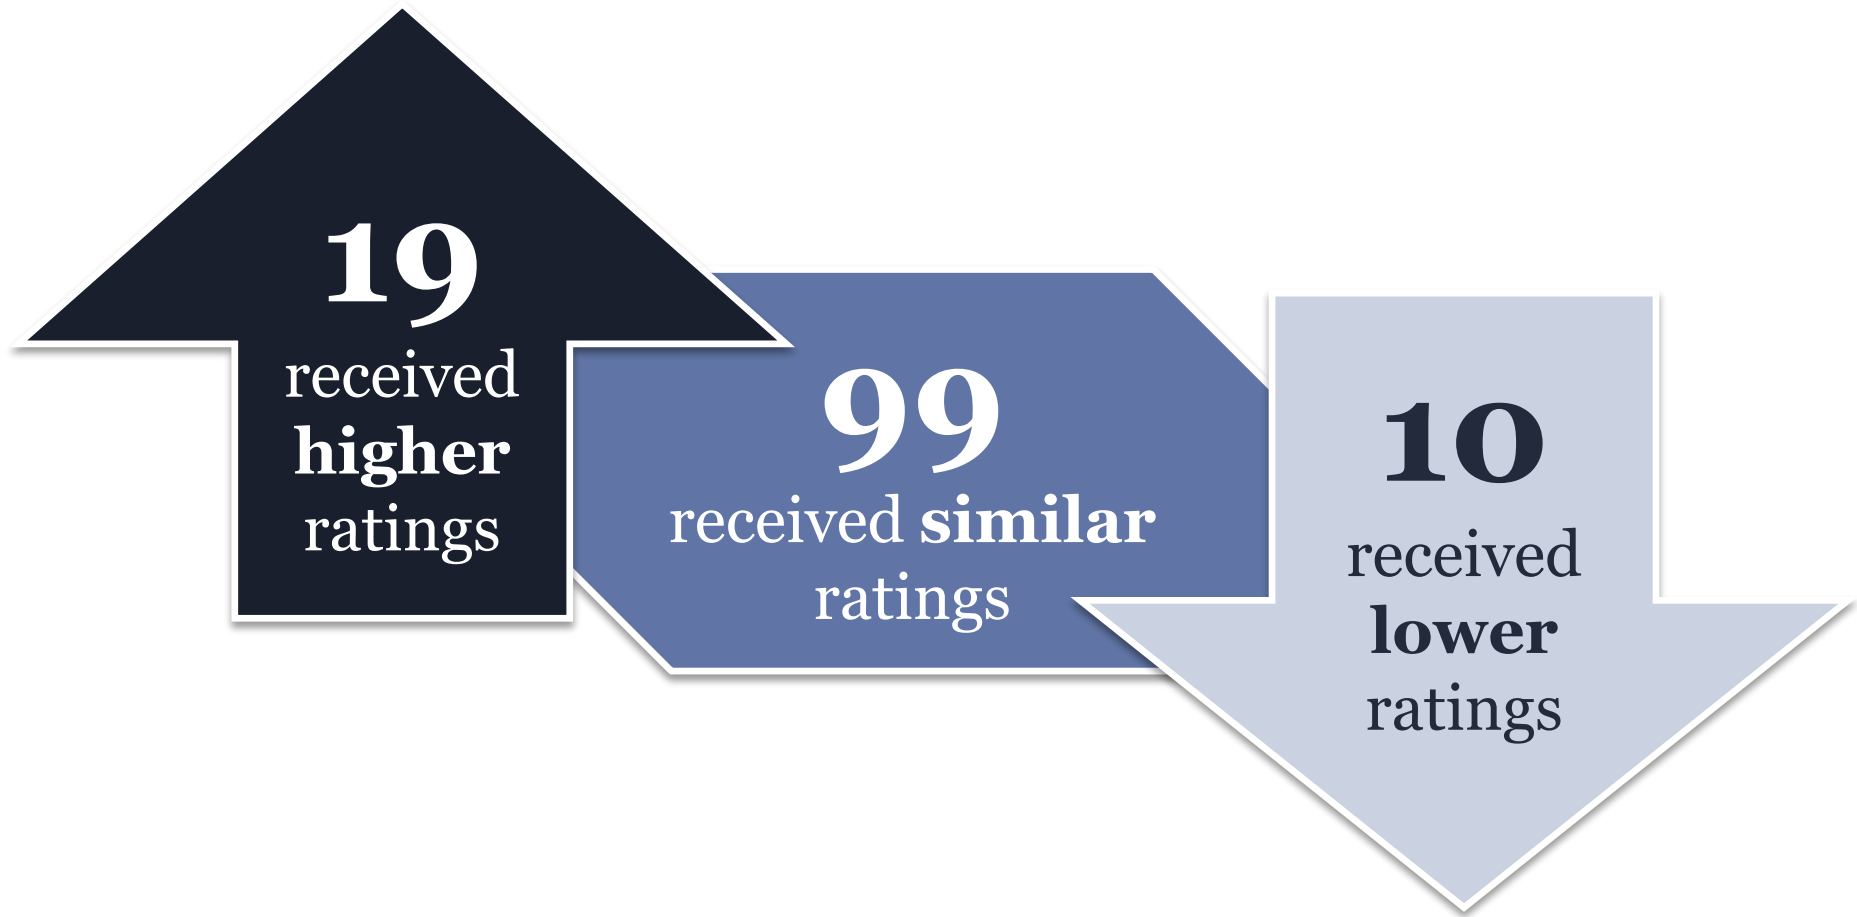 19
received
higher
ratings
99
received similar
ratings
10
received
lower
ratings